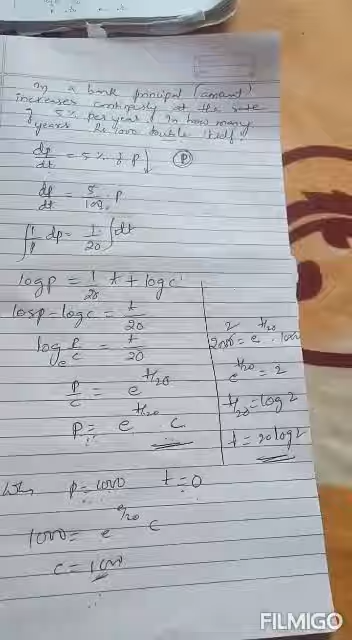 In a bank principal (amount)
increases continuously at the rate
of 5% per year. In how many
years Rs 1000 double itself.
dp/dt = 5% of P
(P)
dp/dt = 5/100 · P
∫ 1/P dp = 1/20 ∫ dt
log P = 1/20 t + log c
log P - log c = t/20
log_e P/c = t/20
P/c = e^t/20
P = e^t/20 c
When P = 1000 t = 0
1000 = e^0/20 c
c = 1000
2
2000 = e^t/20 · 1000
e^t/20 = 2
t/20 = log 2
t = 20 log 2
FILMIGO